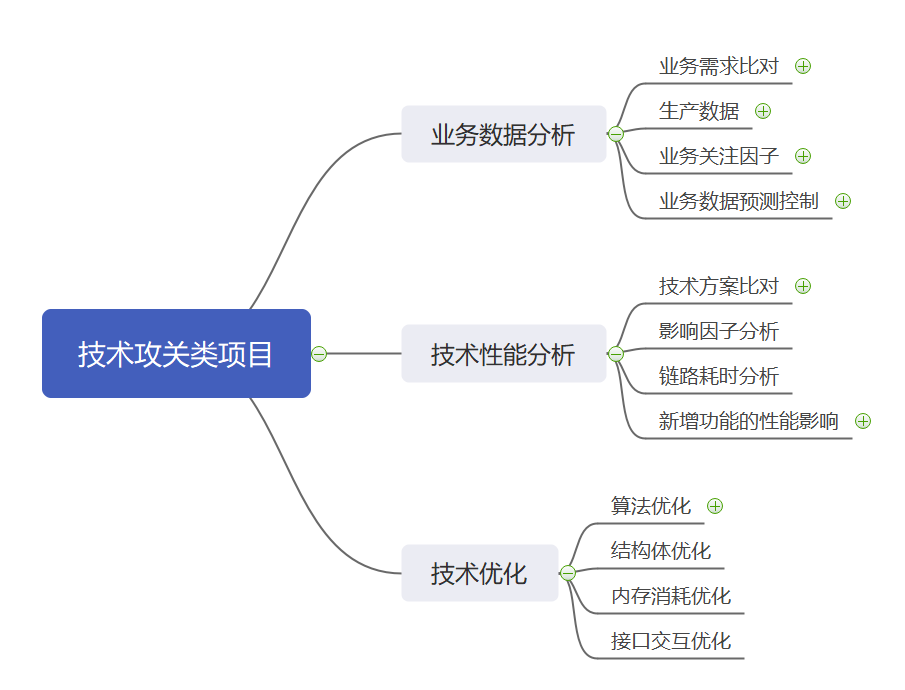 技术攻关类项目
业务数据分析
业务需求比对
生产数据
业务关注因子
业务数据预测控制
技术性能分析
技术方案比对
影响因子分析
链路耗时分析
新增功能的性能影响
技术优化
算法优化
结构体优化
内存消耗优化
接口交互优化